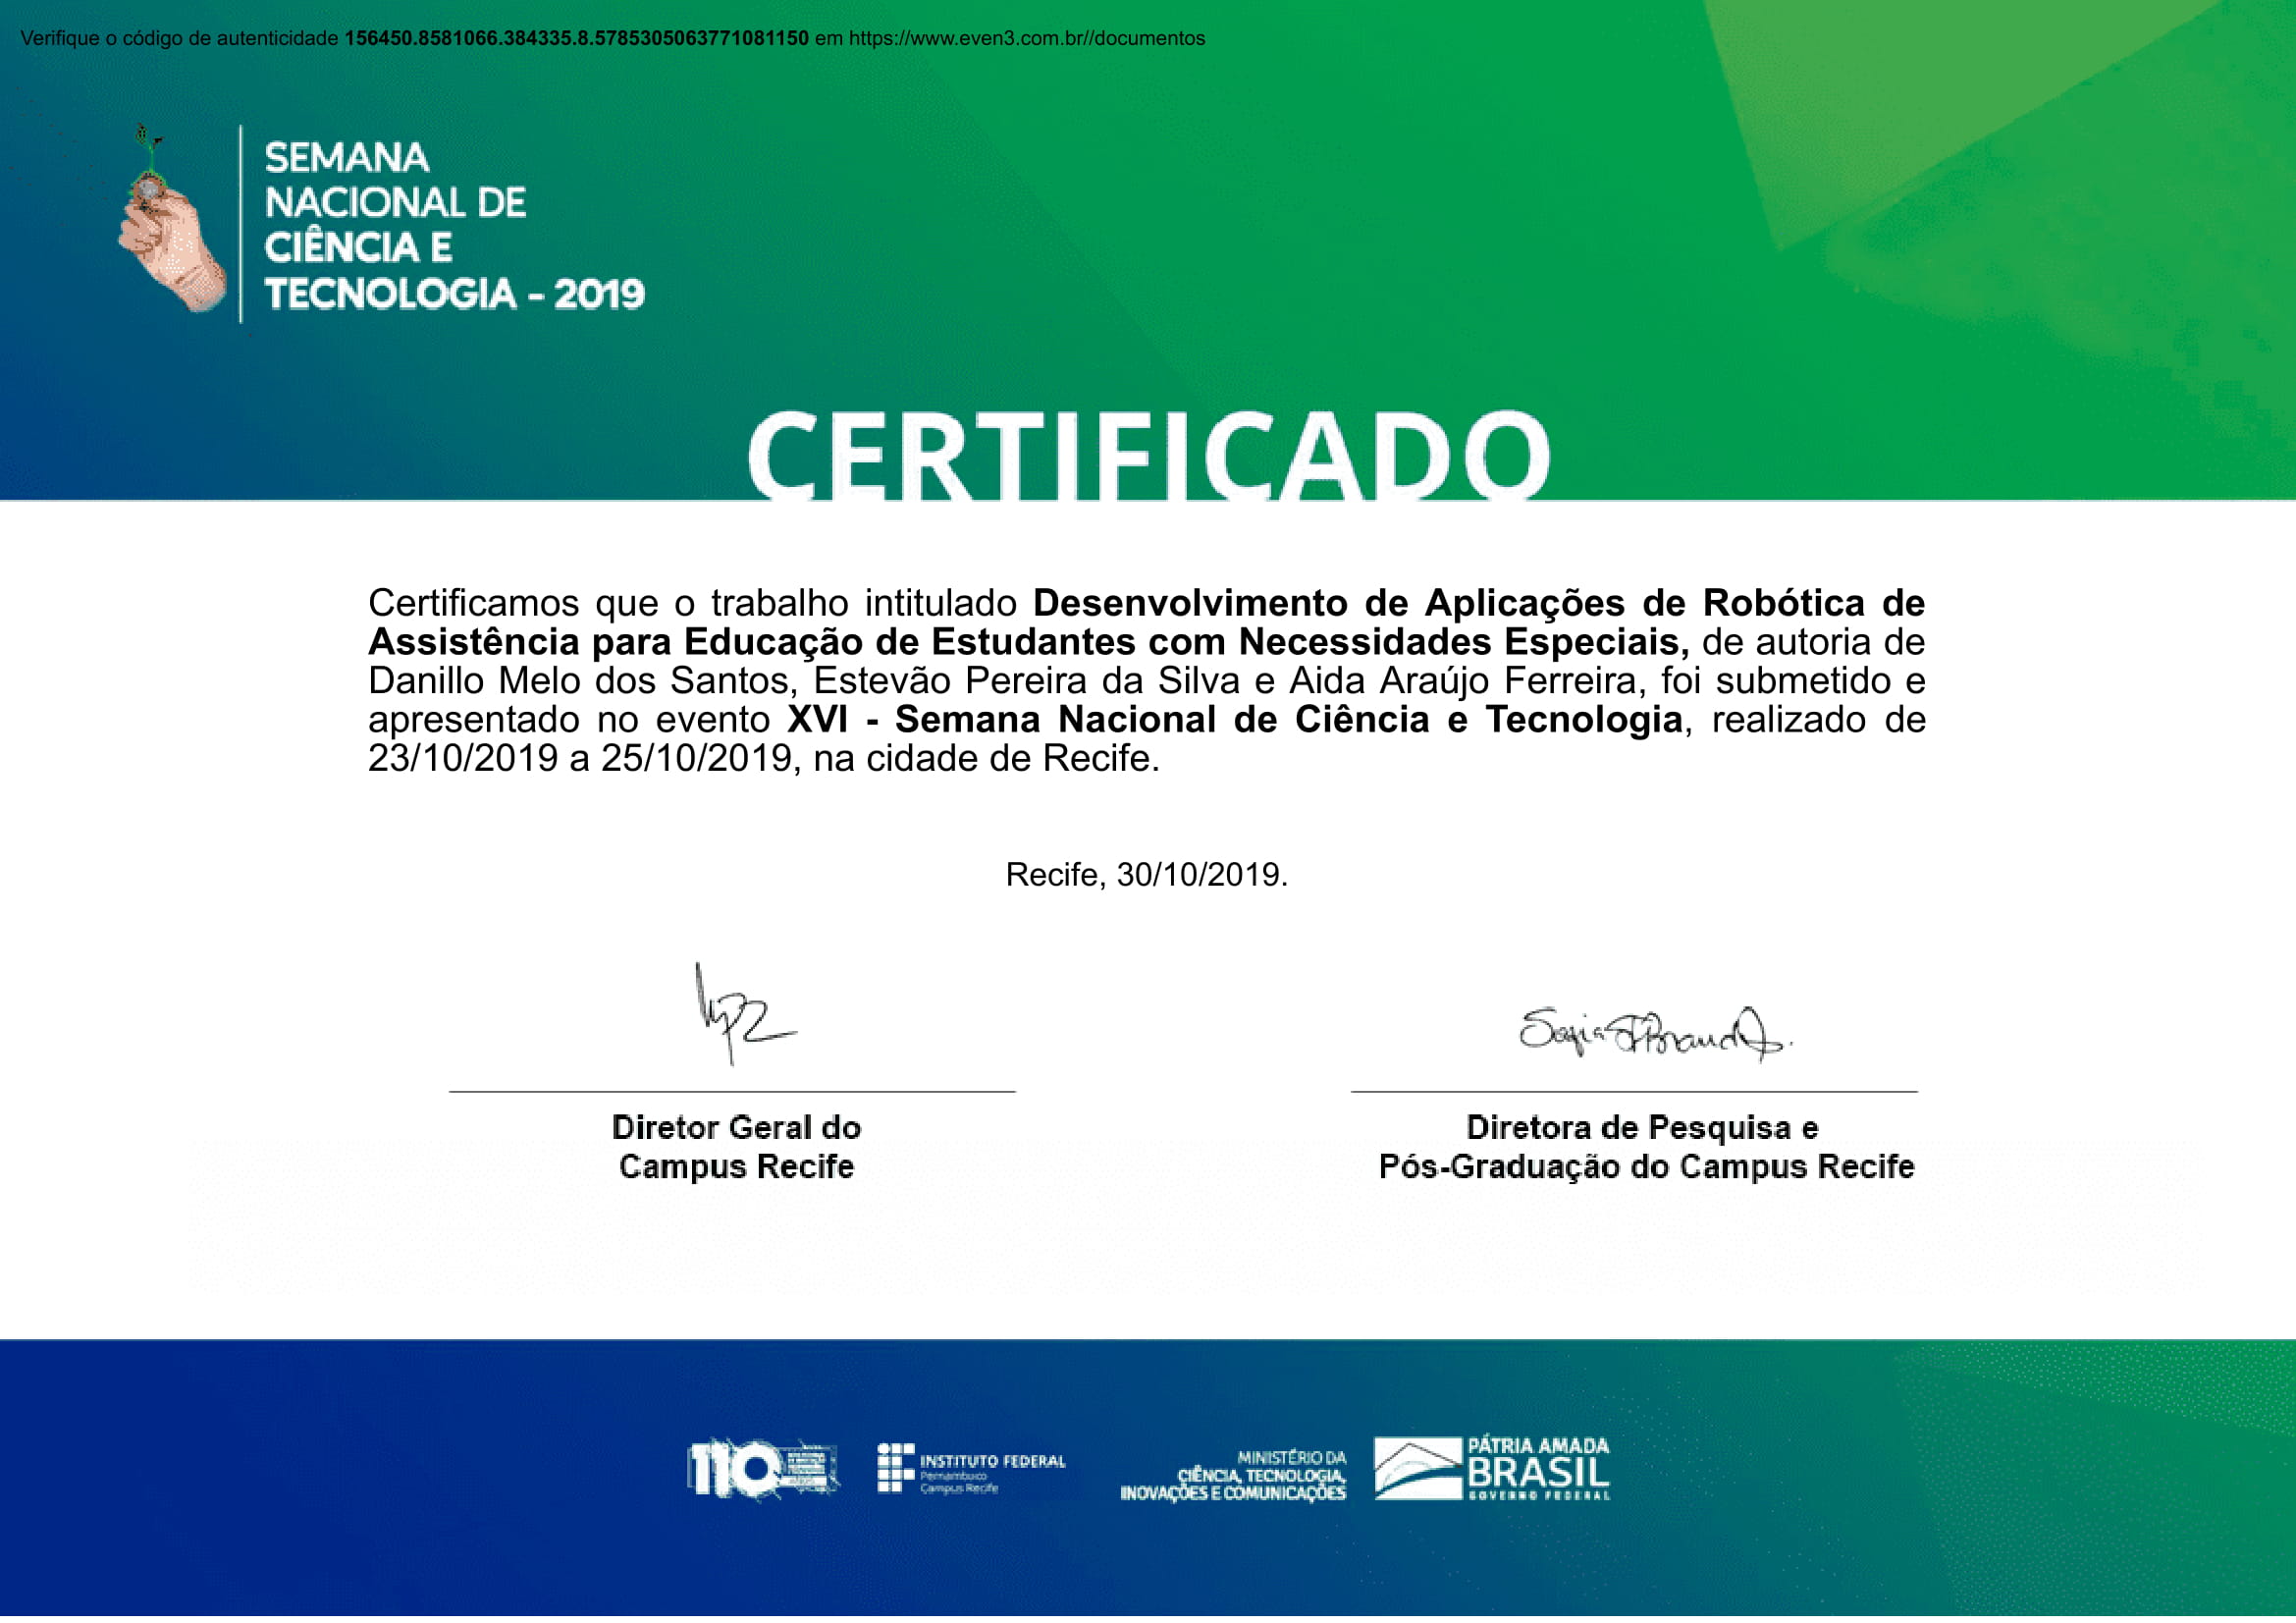 Verifique o código de autenticidade 156450.8581066.384335.8.5785305063771081150 em https://www.even3.com.br//documentos
SEMANA
NACIONAL DE
CIÊNCIA E
TECNOLOGIA - 2019
CERTIFICADO
Certificamos que o trabalho intitulado Desenvolvimento de Aplicações de Robótica de
Assistência para Educação de Estudantes com Necessidades Especiais, de autoria de
Danillo Melo dos Santos, Estevão Pereira da Silva e Aida Araújo Ferreira, foi submetido e
apresentado no evento XVI - Semana Nacional de Ciência e Tecnologia, realizado de
23/10/2019 a 25/10/2019, na cidade de Recife.
Recife, 30/10/2019.
Diretor Geral do
Campus Recife
Diretora de Pesquisa e
Pós-Graduação do Campus Recife
110
INSTITUTO FEDERAL
Pernambuco
Campus Recife
MINISTÉRIO DA
CIÊNCIA, TECNOLOGIA,
INOVAÇÕES E COMUNICAÇÕES
PÁTRIA AMADA
BRASIL
GOVERNO FEDERAL